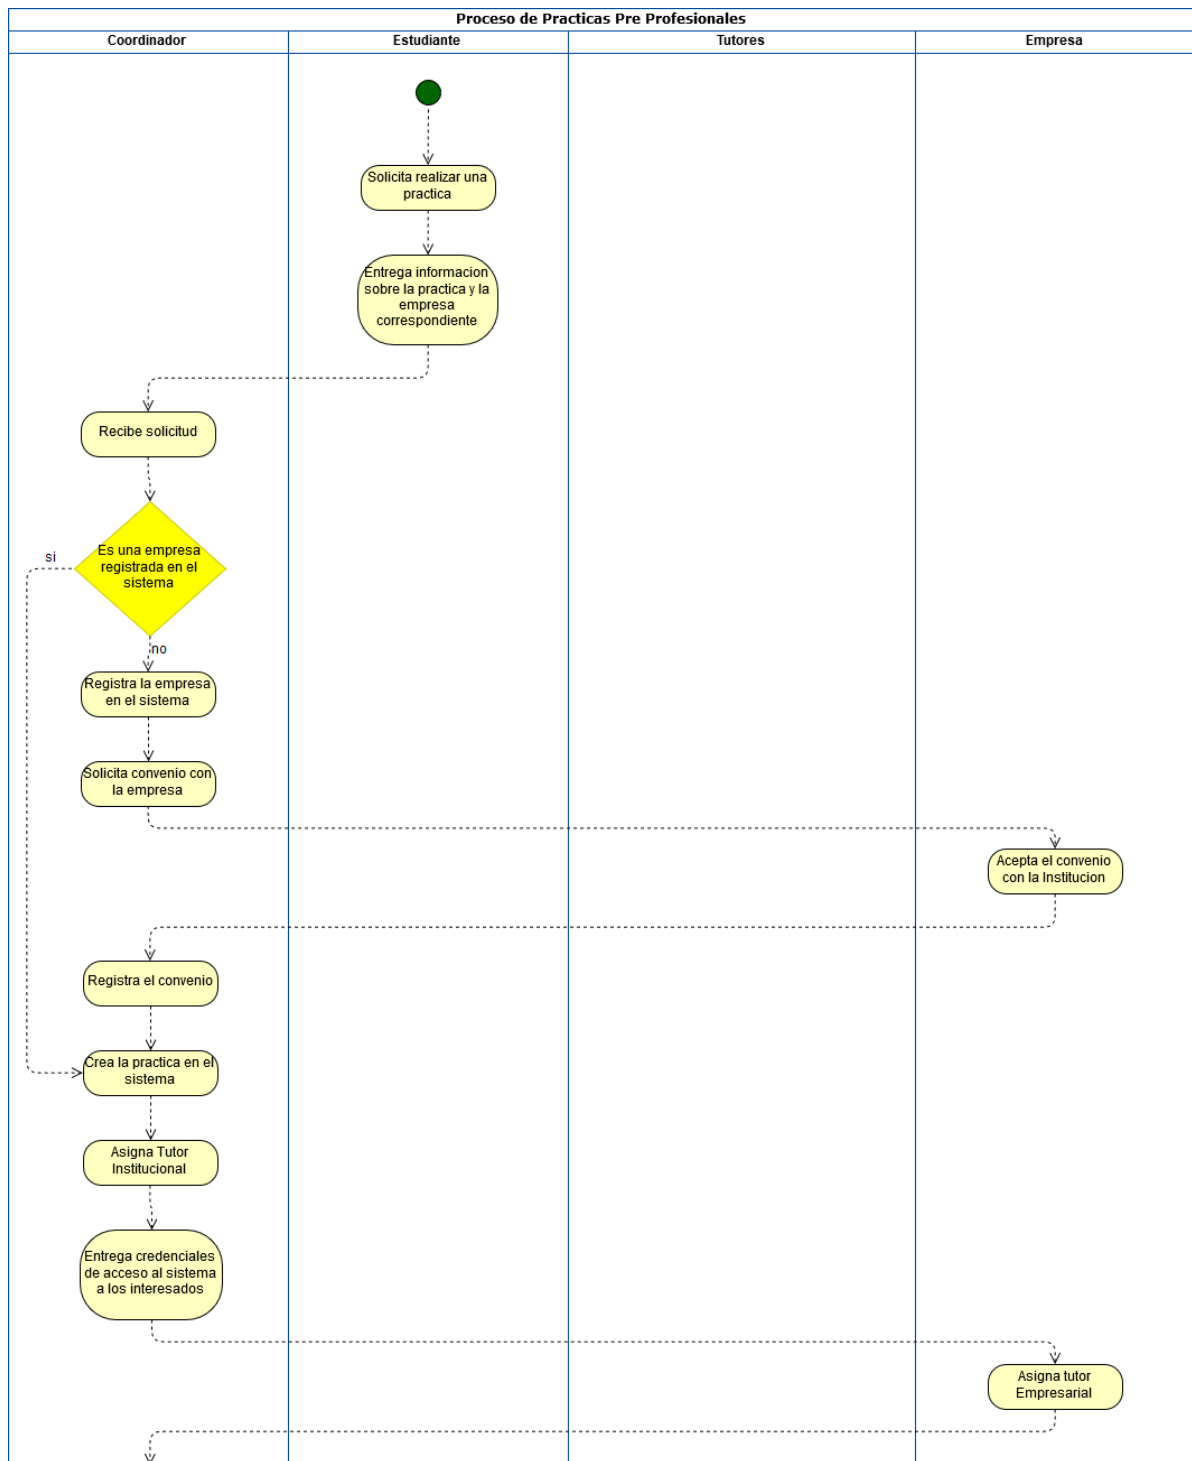 Proceso de Practicas Pre Profesionales
Coordinador
Estudiante
Tutores
Empresa
Solicita realizar una
practica
Entrega informacion
sobre la practica y la
empresa
correspondiente
Recibe solicitud
Es una empresa
registrada en el
sistema
si
no
Registra la empresa
en el sistema
Solicita convenio con
la empresa
Acepta el convenio
con la Institucion
Registra el convenio
Crea la practica en el
sistema
Asigna Tutor
Institucional
Entrega credenciales
de acceso al sistema
a los interesados
Asigna tutor
Empresarial